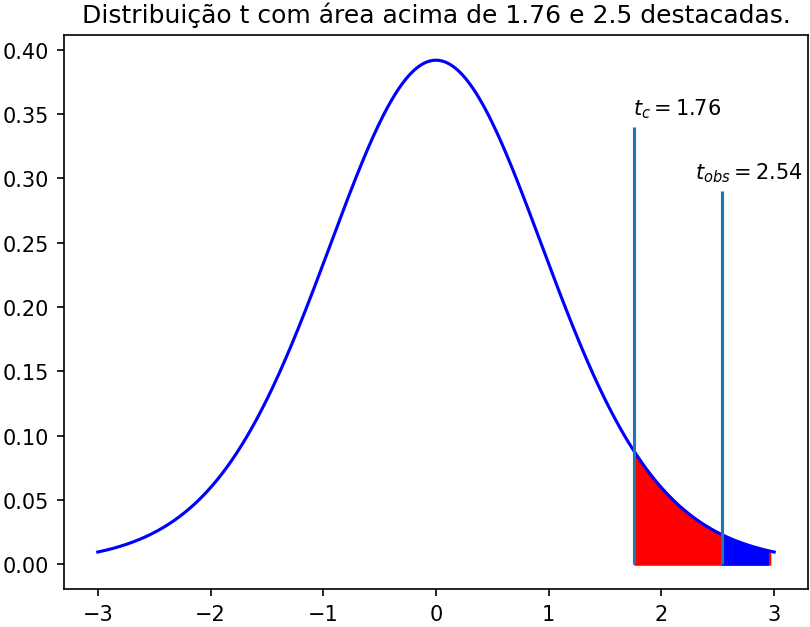 Distribuição t com área acima de 1.76 e 2.5 destacadas.
0.40
0.35
0.30
0.25
0.20
0.15
0.10
0.05
0.00
t_c = 1.76
t_obs = 2.54
−3 −2 −1 0 1 2 3